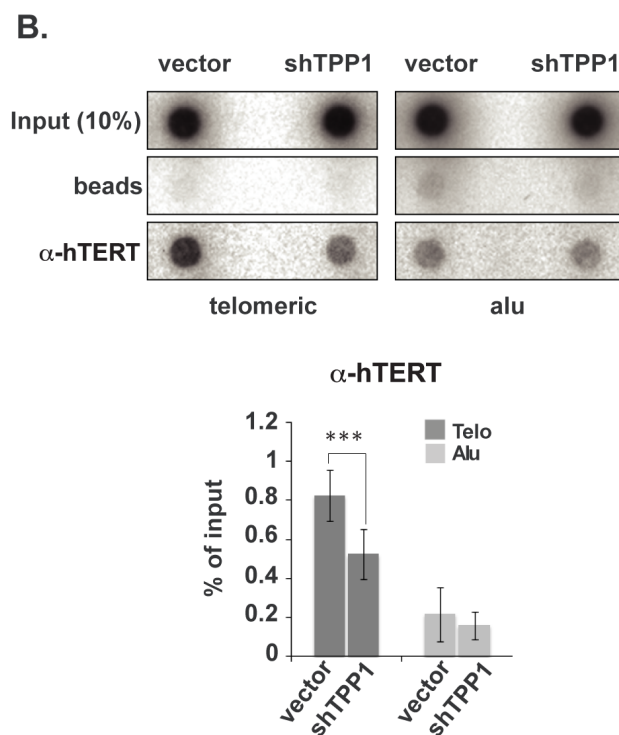 B.
vector shTPP1 vector shTPP1
Input (10%)
beads
α-hTERT
telomeric alu
α-hTERT
1.2
1
0.8
0.6
0.4
0.2
0
% of input
***
Telo
Alu
vector shTPP1 vector shTPP1